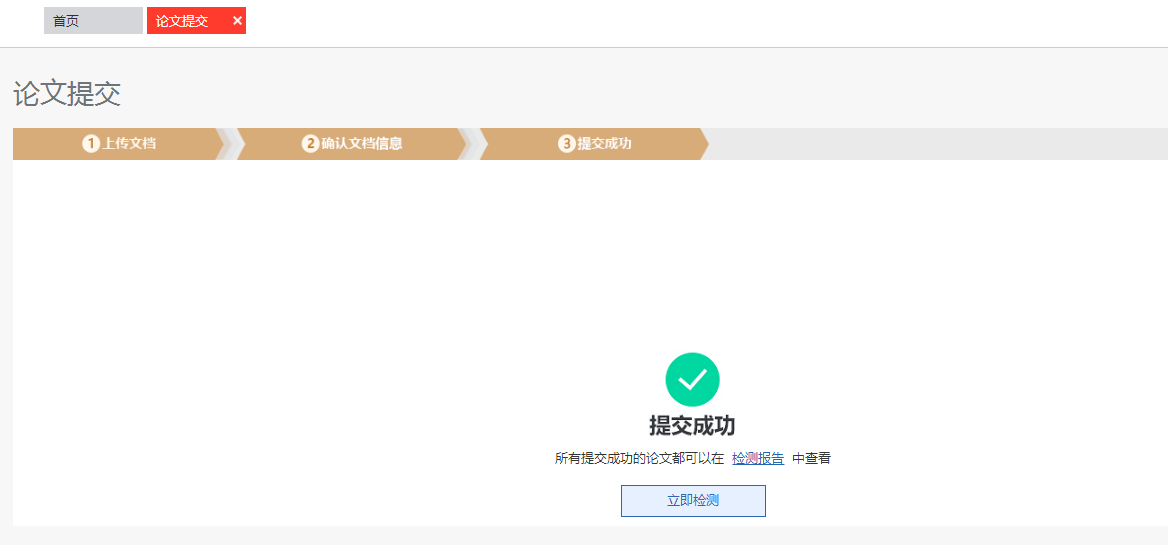 首页 论文提交 ×
论文提交
1 上传文档 2 确认文档信息 3 提交成功
提交成功
所有提交成功的论文都可以在 检测报告 中查看
立即检测